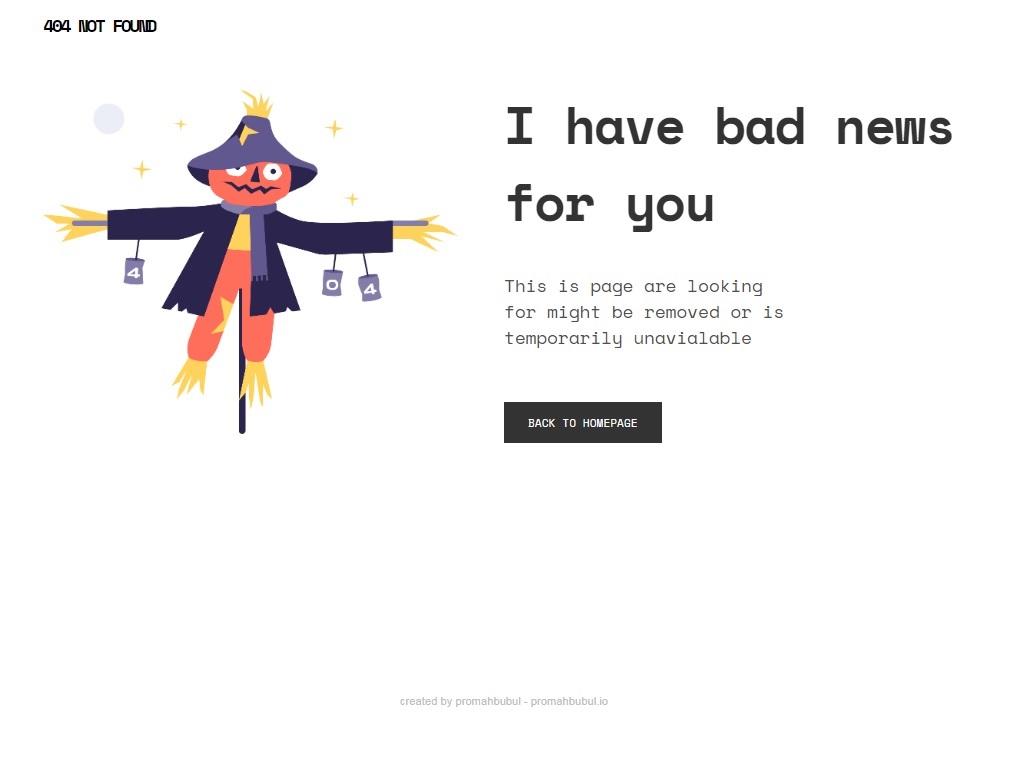 404 NOT FOUND
I have bad news
for you
4
0
4
This is page are looking
for might be removed or is
temporarily unavialable
BACK TO HOMEPAGE
created by promahbubul - promahbubul.io